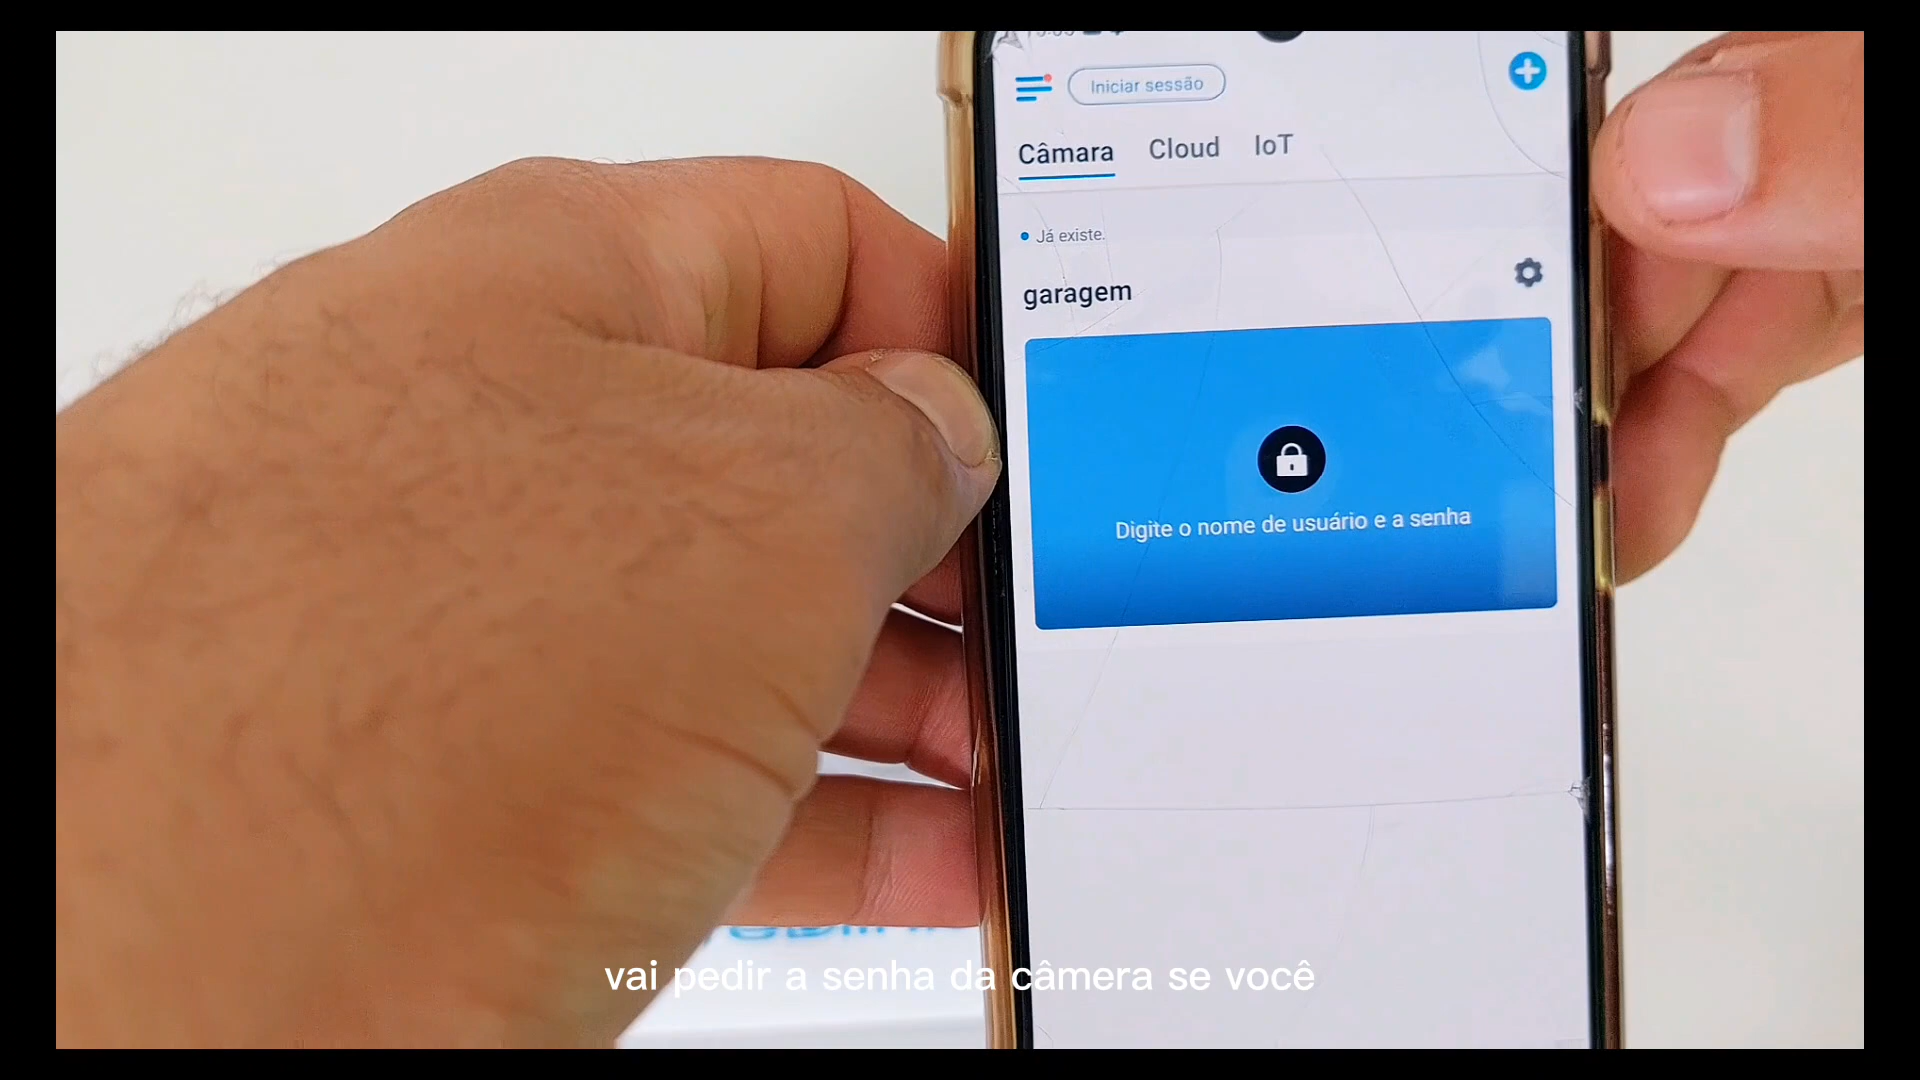 Iniciar sessão
Câmara Cloud IoT
Já existe.
garagem
Digite o nome de usuário e a senha
vai pedir a senha da câmera se você